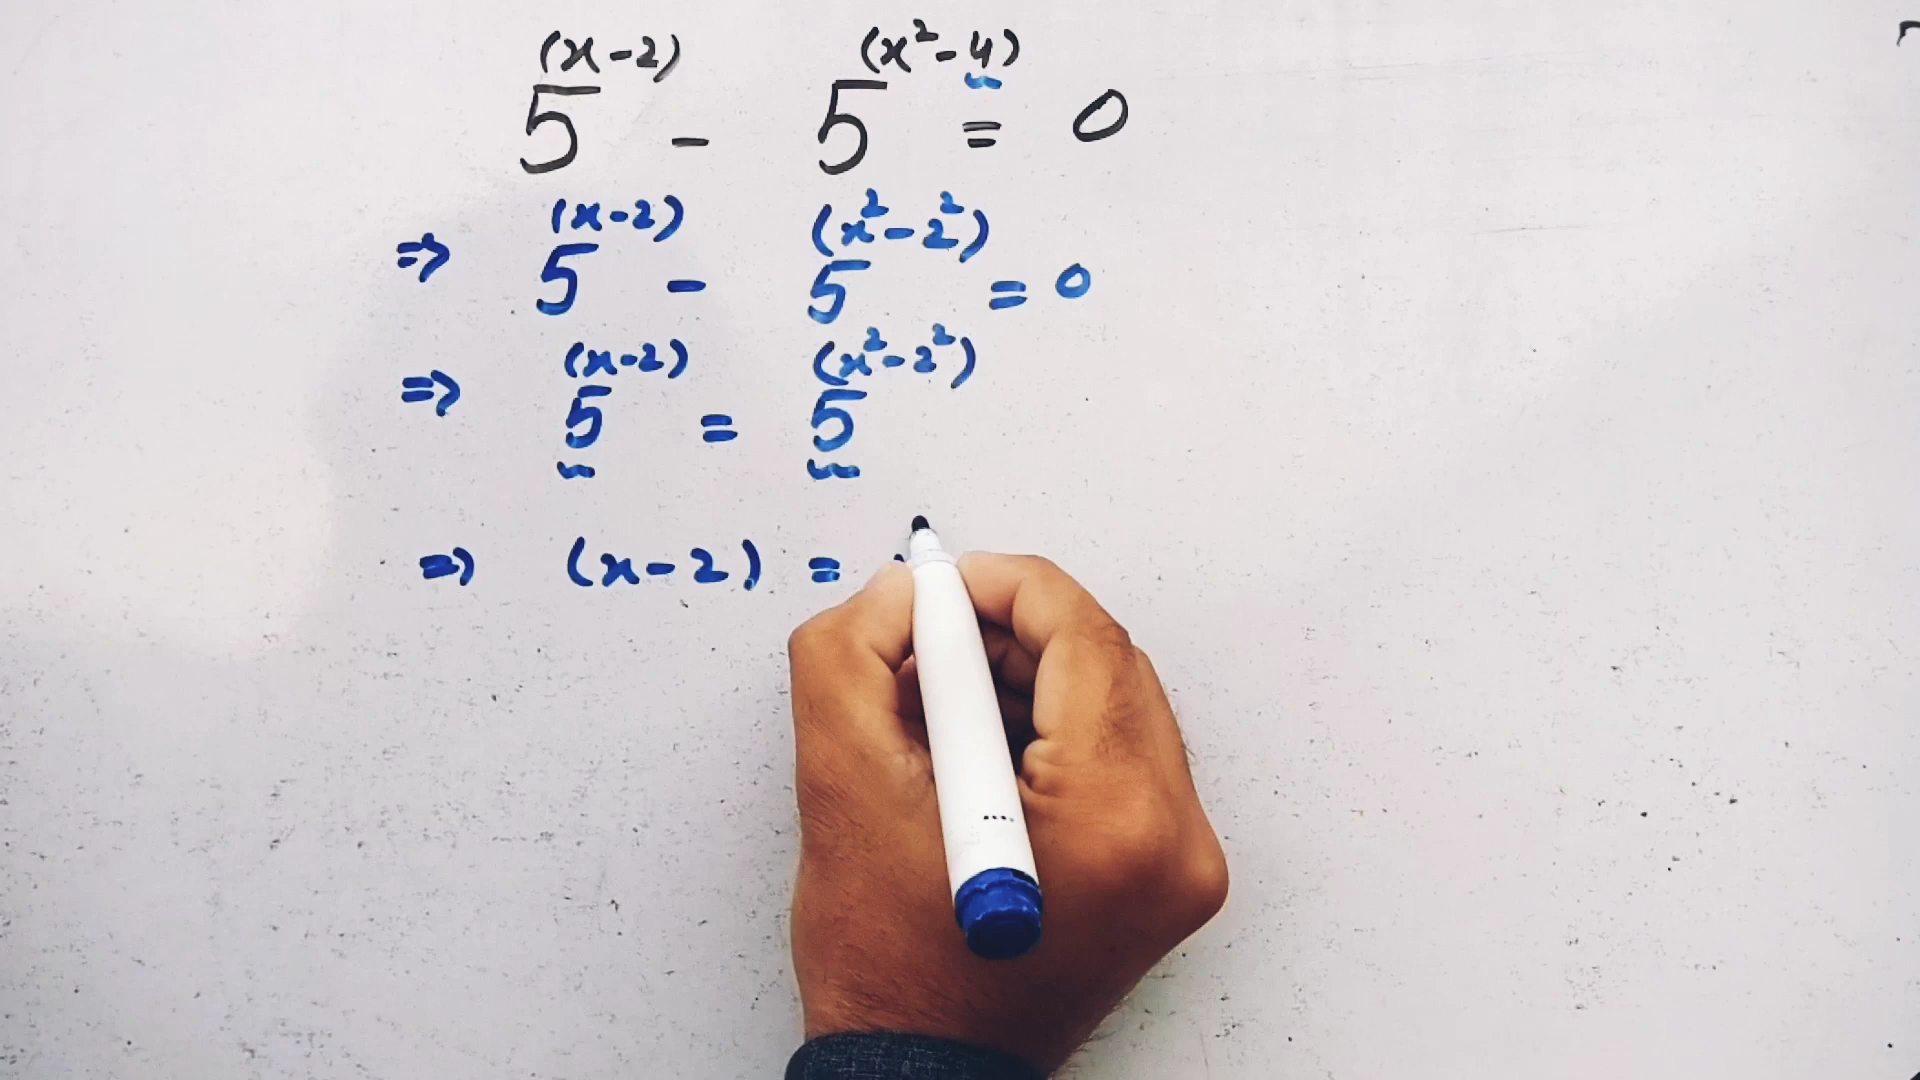 5^(x-2) - 5^(x²-4) = 0
=> 5^(x-2) - 5^(x²-2²) = 0
=> 5^(x-2) = 5^(x²-2²)
=> (x-2) =